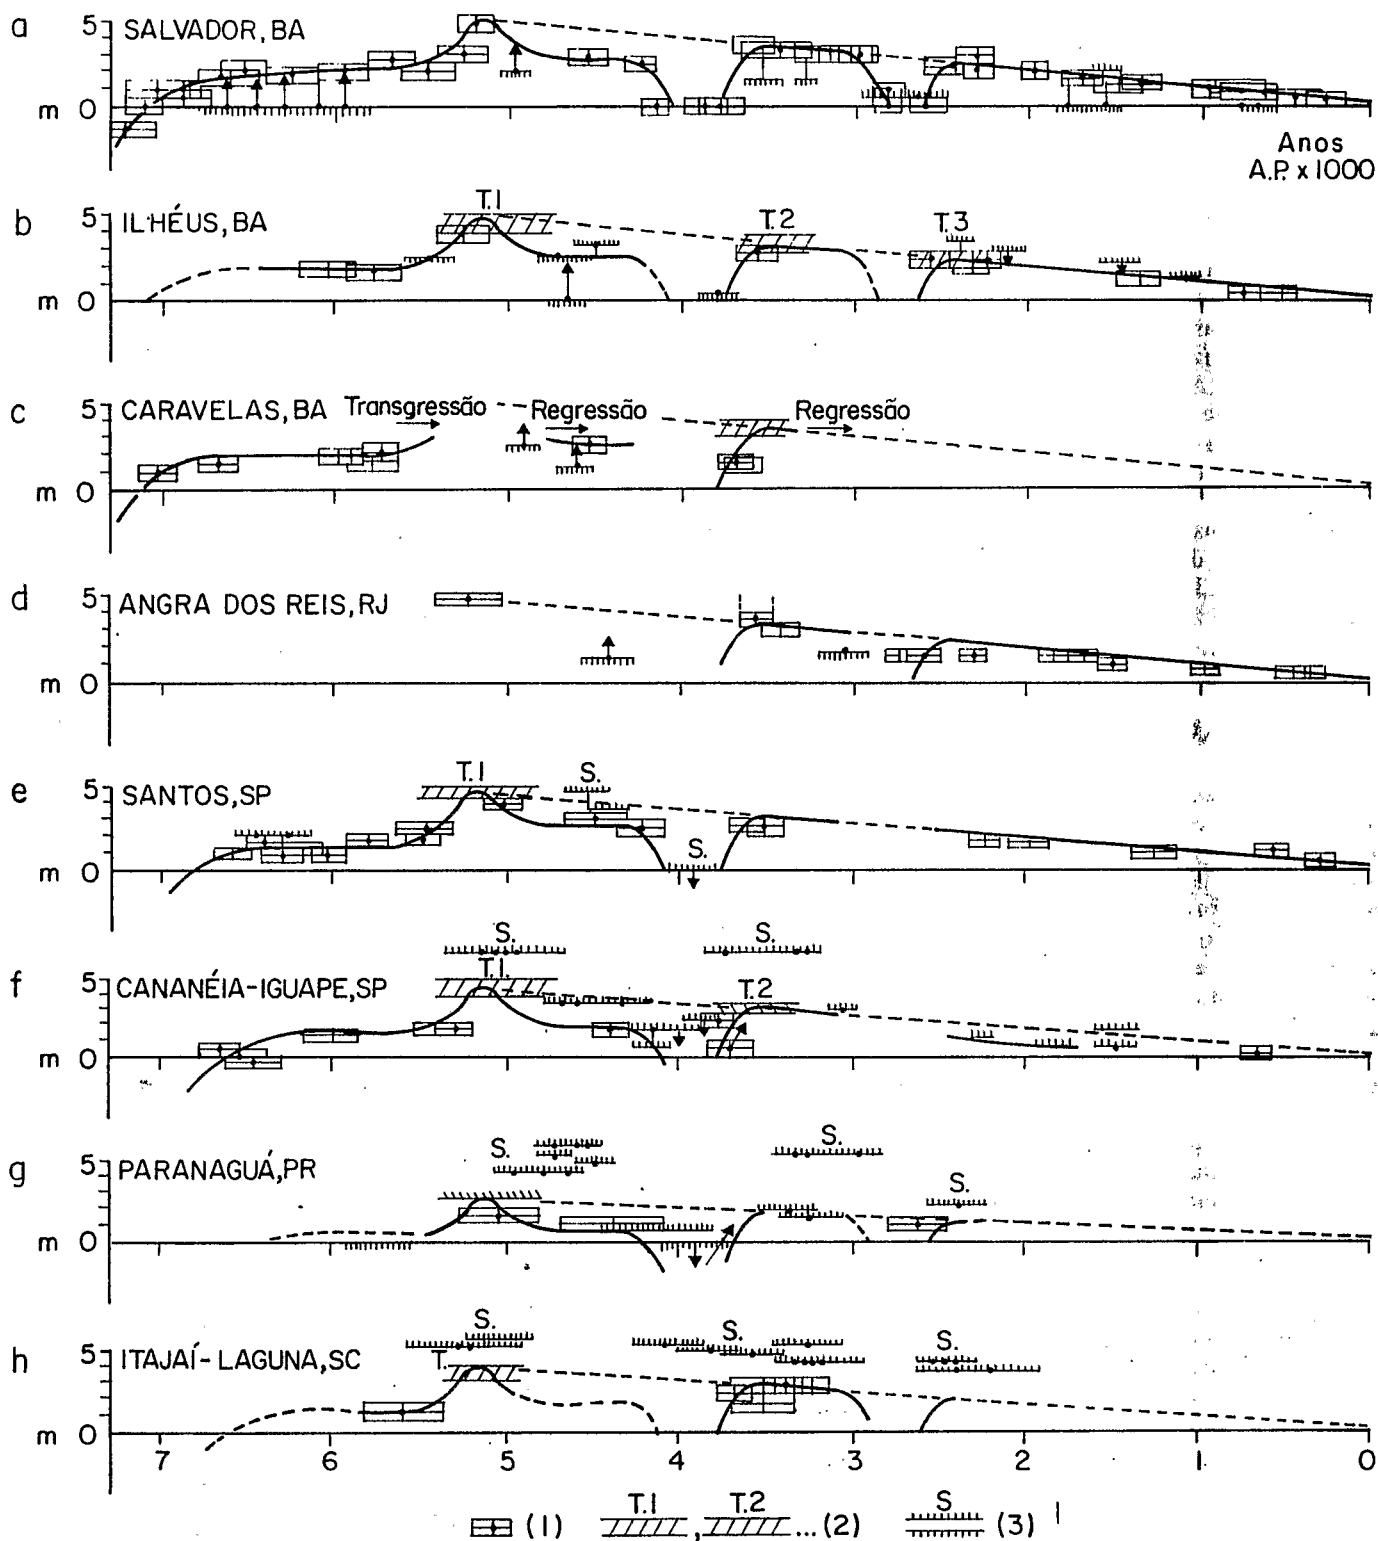 a
5
SALVADOR, BA
m 0
Anos
A.P. x 1000
b
5
ILHÉUS, BA
T.1
T.2
T.3
m 0
c
5
CARAVELAS, BA
Transgressão
Regressão
Regressão
m 0
d
5
ANGRA DOS REIS, RJ
m 0
e
5
SANTOS, SP
T.1
S.
S.
m 0
f
5
CANANÉIA-IGUAPE, SP
S.
T.1.
S.
T.2
m 0
g
5
PARANAGUÁ, PR
S.
S.
S.
m 0
h
5
ITAJAÍ-LAGUNA, SC
T.
S.
S.
S.
m 0
7 6 5 4 3 2 1 0
(1) T.1 , T.2 ...(2) S (3)